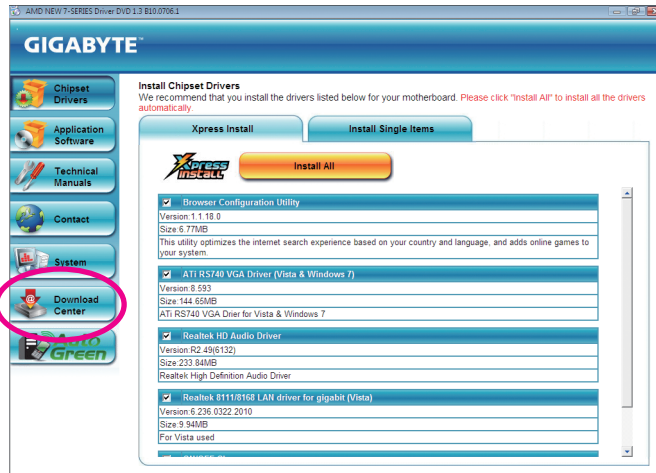 AMD NEW 7-SERIES Driver DVD 1.3 B10.0706.1
GIGABYTE™
Chipset
Drivers
Application
Software
Technical
Manuals
Contact
System
Download
Center
Auto
Green
Install Chipset Drivers
We recommend that you install the drivers listed below for your motherboard. Please click "Install All" to install all the drivers
automatically.
Xpress Install
Install Single Items
Xpress
Install
Install All
Browser Configuration Utility
Version:1.1.18.0
Size:6.77MB
This utility optimizes the internet search experience based on your country and language, and adds online games to
your system.
ATi RS740 VGA Driver (Vista & Windows 7)
Version:8.593
Size:144.65MB
ATi RS740 VGA Drier for Vista & Windows 7
Realtek HD Audio Driver
Version:R2.49(6132)
Size:233.84MB
Realtek High Definition Audio Driver
Realtek 8111/8168 LAN driver for gigabit (Vista)
Version:6.236.0322.2010
Size:9.94MB
For Vista used